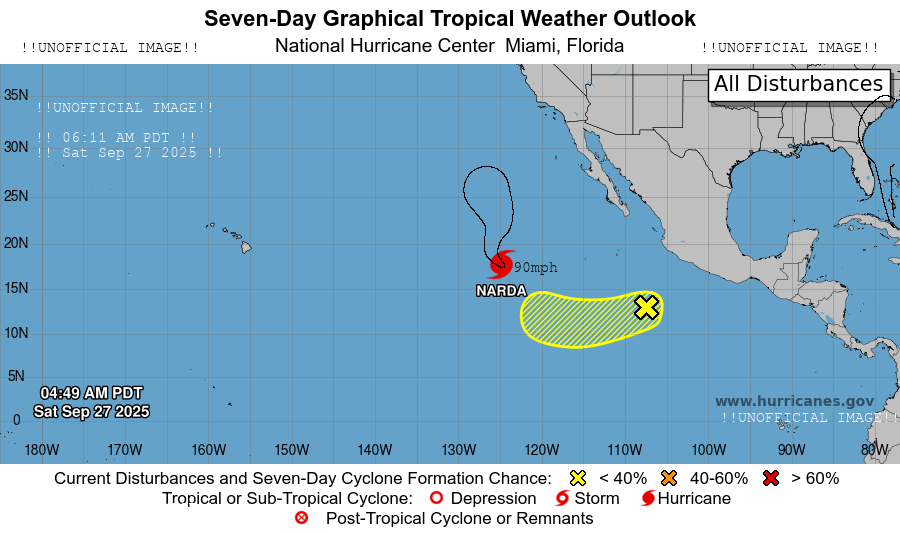 Seven-Day Graphical Tropical Weather Outlook
!!UNOFFICIAL IMAGE!! National Hurricane Center  Miami, Florida !!UNOFFICIAL IMAGE!!
All Disturbances
35N
!!UNOFFICIAL IMAGE!!
!! 06:11 AM PDT !!
30N
!! Sat Sep 27 2025 !!
25N
20N
90mph
15N
NARDA
10N
5N
04:49 AM PDT
Sat Sep 27 2025
www.hurricanes.gov
0
!!UNOFFICIAL IMAGE!!
180W 170W 160W 150W 140W 130W 120W 110W 100W 90W 80W
Current Disturbances and Seven-Day Cyclone Formation Chance: < 40% 40-60% > 60%
Tropical or Sub-Tropical Cyclone: Depression Storm Hurricane
Post-Tropical Cyclone or Remnants